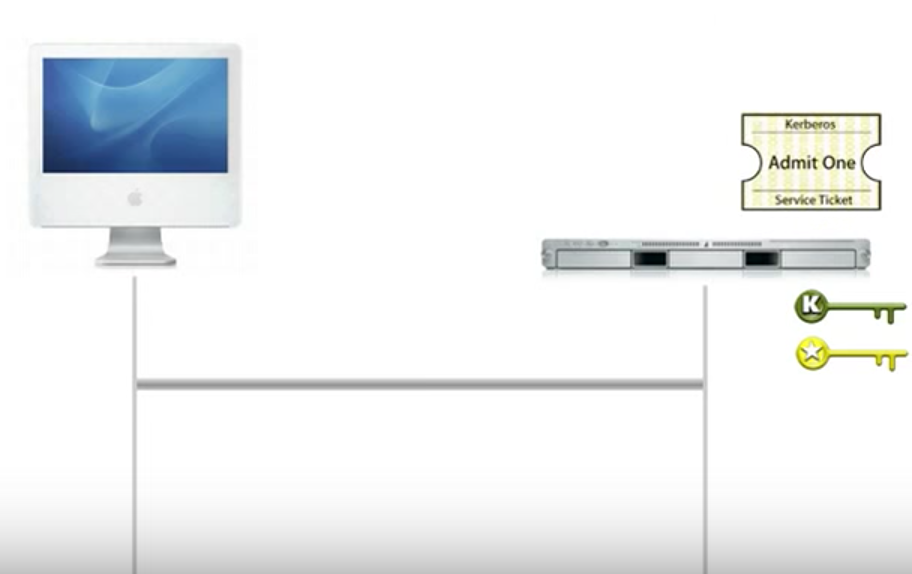 Kerberos
Admit One
Service Ticket
K